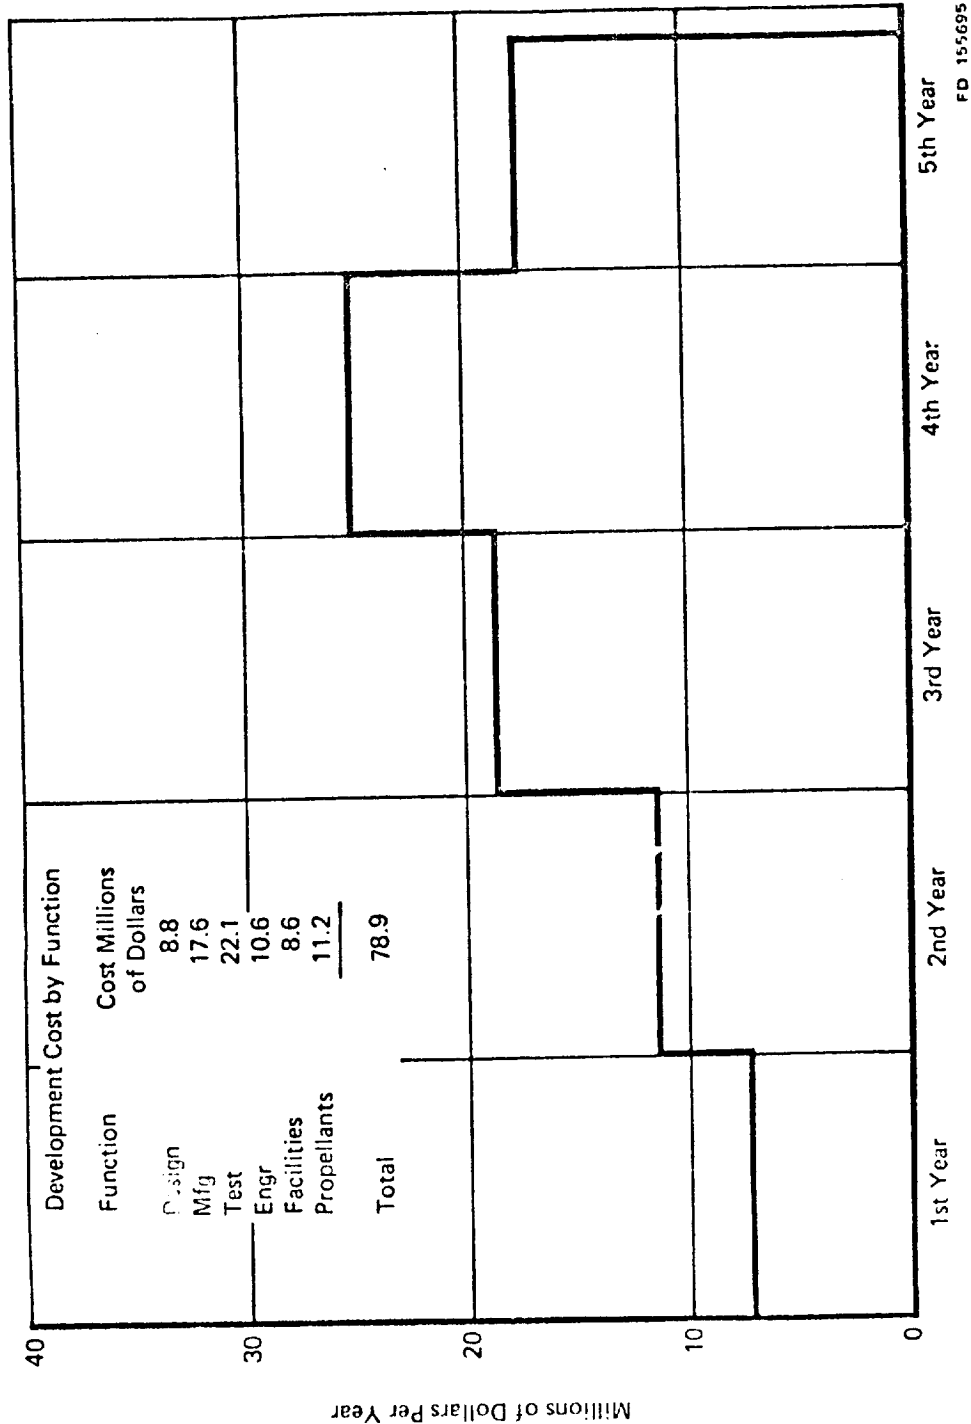 Development Cost by Function
Function Cost Millions
of Dollars
Design 8.8
Mfg 17.6
Test 22.1
Engr 10.6
Facilities 8.6
Propellants 11.2
Total 78.9
40
30
20
10
0
Millions of Dollars Per Year
1st Year 2nd Year 3rd Year 4th Year 5th Year
FD 155695